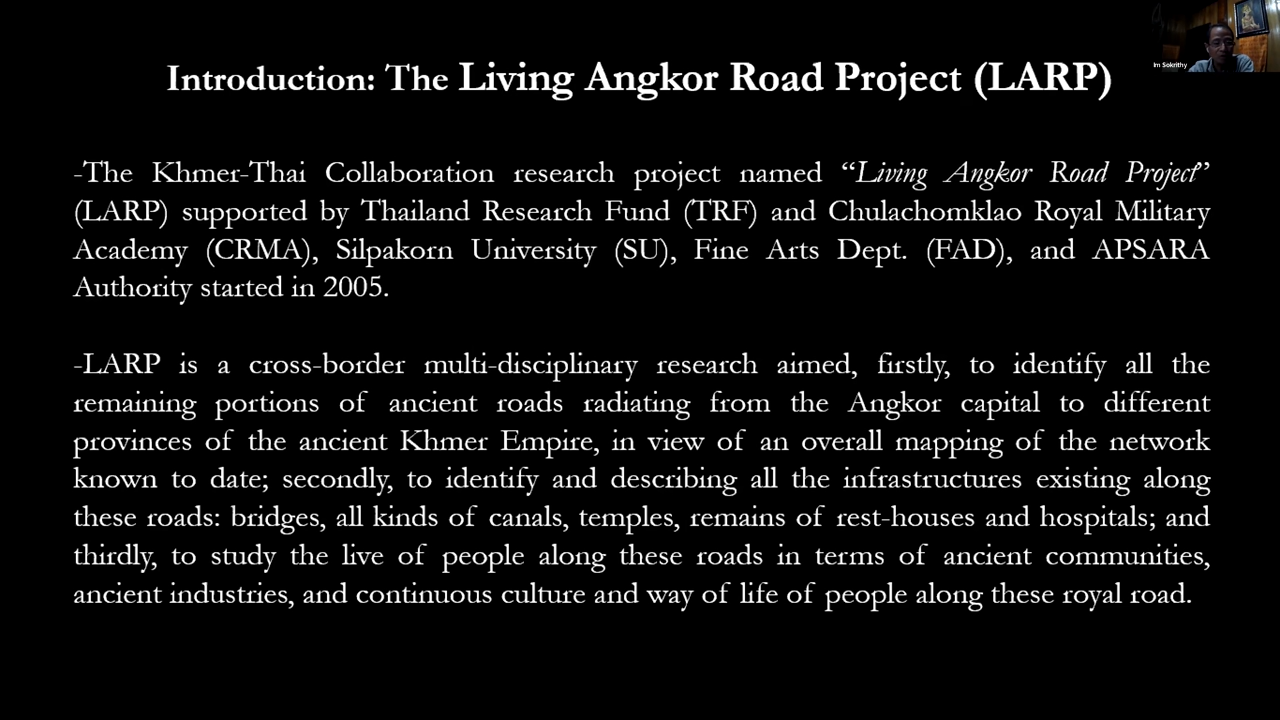 Im Sokrithy
Introduction: The Living Angkor Road Project (LARP)
-The Khmer-Thai Collaboration research project named “Living Angkor Road Project”
(LARP) supported by Thailand Research Fund (TRF) and Chulachomklao Royal Military
Academy (CRMA), Silpakorn University (SU), Fine Arts Dept. (FAD), and APSARA
Authority started in 2005.
-LARP is a cross-border multi-disciplinary research aimed, firstly, to identify all the
remaining portions of ancient roads radiating from the Angkor capital to different
provinces of the ancient Khmer Empire, in view of an overall mapping of the network
known to date; secondly, to identify and describing all the infrastructures existing along
these roads: bridges, all kinds of canals, temples, remains of rest-houses and hospitals; and
thirdly, to study the live of people along these roads in terms of ancient communities,
ancient industries, and continuous culture and way of life of people along these royal road.